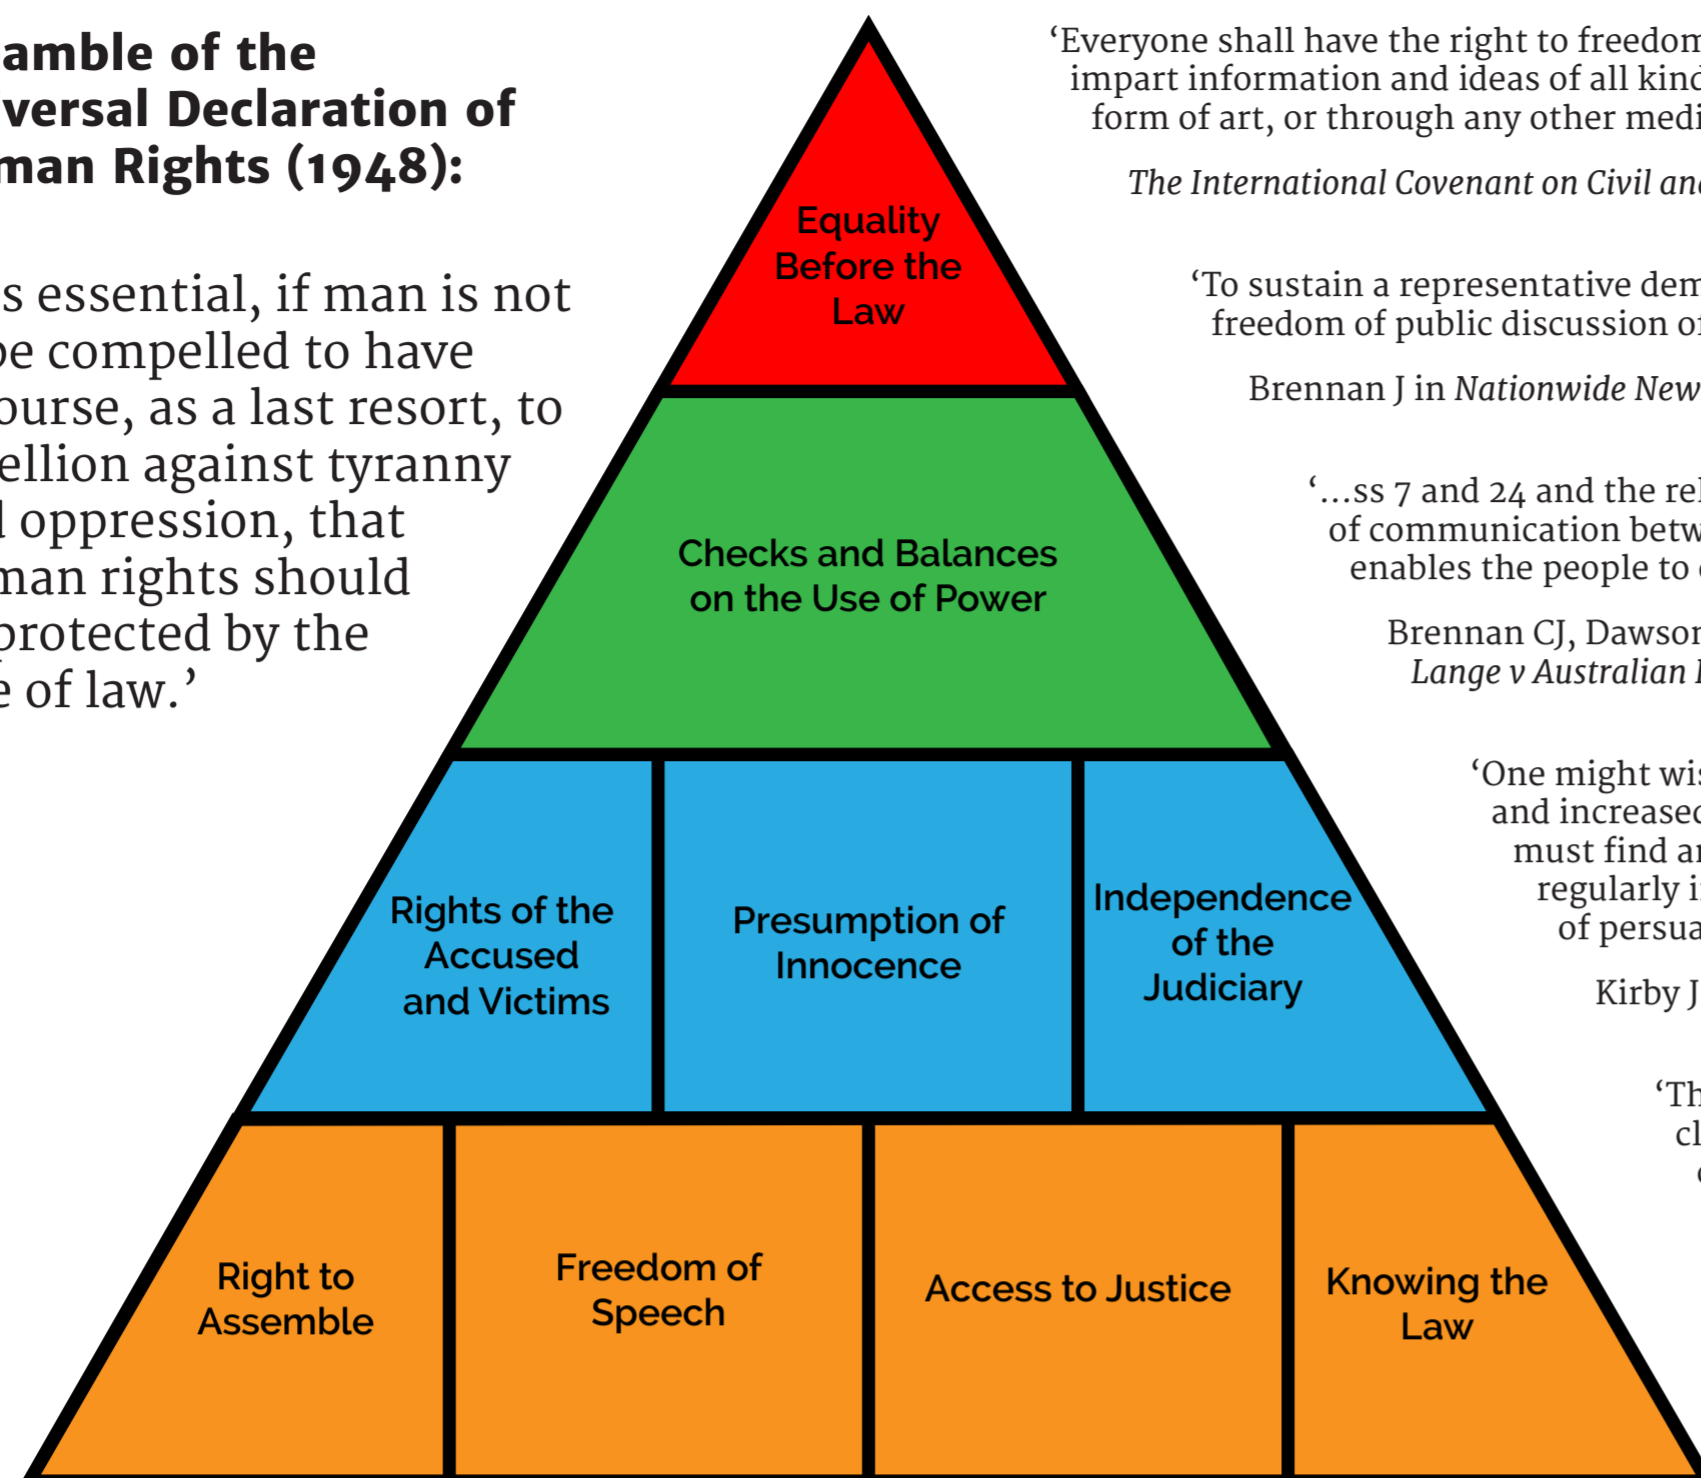 amble of the
versal Declaration of
man Rights (1948):
s essential, if man is not
be compelled to have
ourse, as a last resort, to
ellion against tyranny
oppression, that
man rights should
protected by the
e of law.’
Equality
Before the
Law
Checks and Balances
on the Use of Power
Rights of the
Accused
and Victims
Presumption of
Innocence
Independence
of the
Judiciary
Right to
Assemble
Freedom of
Speech
Access to Justice
Knowing the
Law
‘Everyone shall have the right to freedom
impart information and ideas of all kind
form of art, or through any other medi
The International Covenant on Civil and
‘To sustain a representative dem
freedom of public discussion of
Brennan J in Nationwide New
‘...ss 7 and 24 and the rel
of communication betw
enables the people to
Brennan CJ, Dawson
Lange v Australian
‘One might wis
and increased
must find an
regularly i
of persua
Kirby J
‘Th
cl